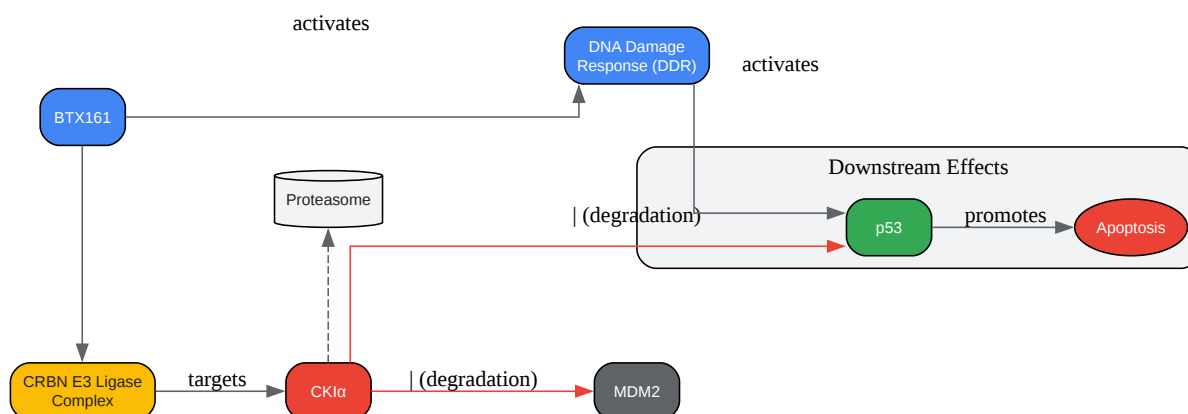 activates
DNA Damage
Response (DDR)
activates
BTX161
Downstream Effects
Proteasome
| (degradation)
p53
promotes
Apoptosis
CRBN E3 Ligase
Complex
targets
CKIα
| (degradation)
MDM2